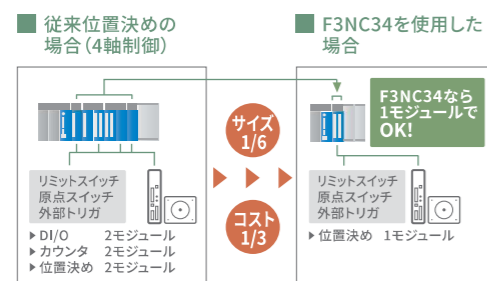 従来位置決めの
場合（4軸制御）
F3NC34を使用した
場合
サイズ
1/6
F3NC34なら
1モジュールで
OK!
リミットスイッチ
原点スイッチ
外部トリガ
コスト
1/3
リミットスイッチ
原点スイッチ
外部トリガ
DI/O 2モジュール
カウンタ 2モジュール
位置決め 2モジュール
位置決め 1モジュール